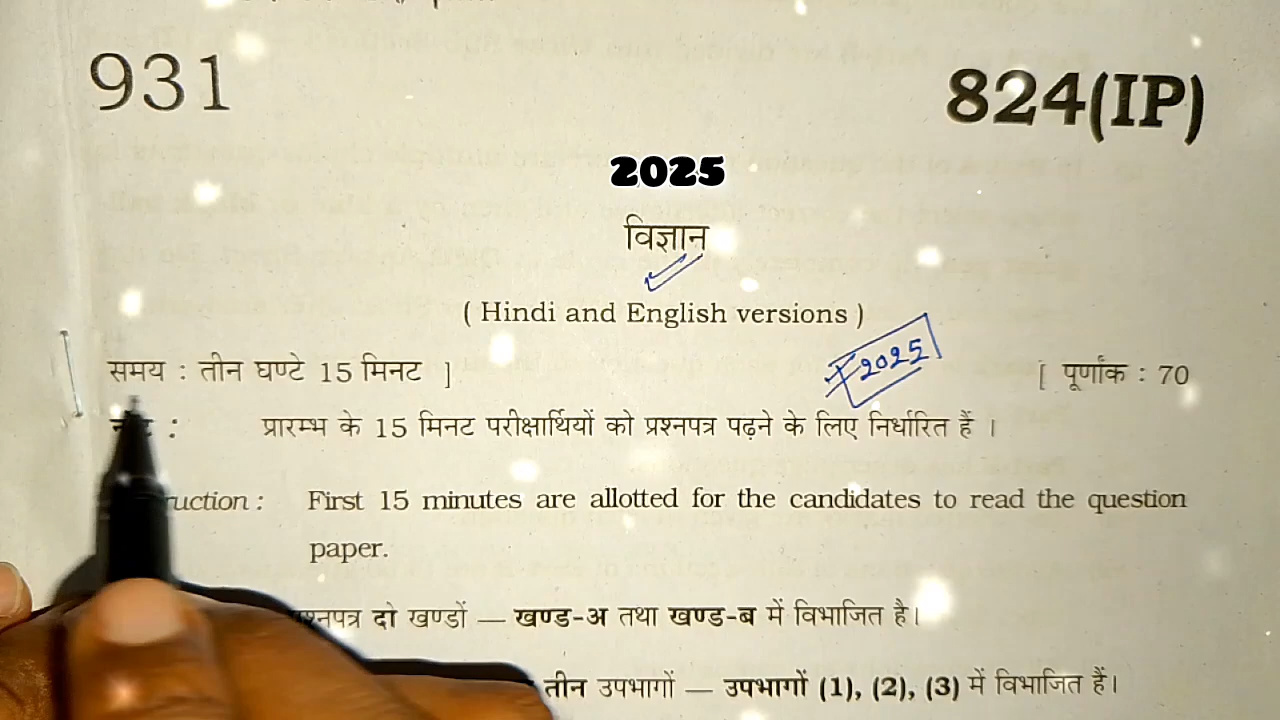 931
824(IP)
2025
विज्ञान
( Hindi and English versions )
2025
समय : तीन घण्टे 15 मिनट ]
[ पूर्णांक : 70
: प्रारम्भ के 15 मिनट परीक्षार्थियों को प्रश्नपत्र पढ़ने के लिए निर्धारित हैं ।
ruction : First 15 minutes are allotted for the candidates to read the question
paper.
दो खण्डों — खण्ड-अ तथा खण्ड-ब में विभाजित है।
तीन उपभागों — उपभागों (1), (2), (3) में विभाजित हैं।